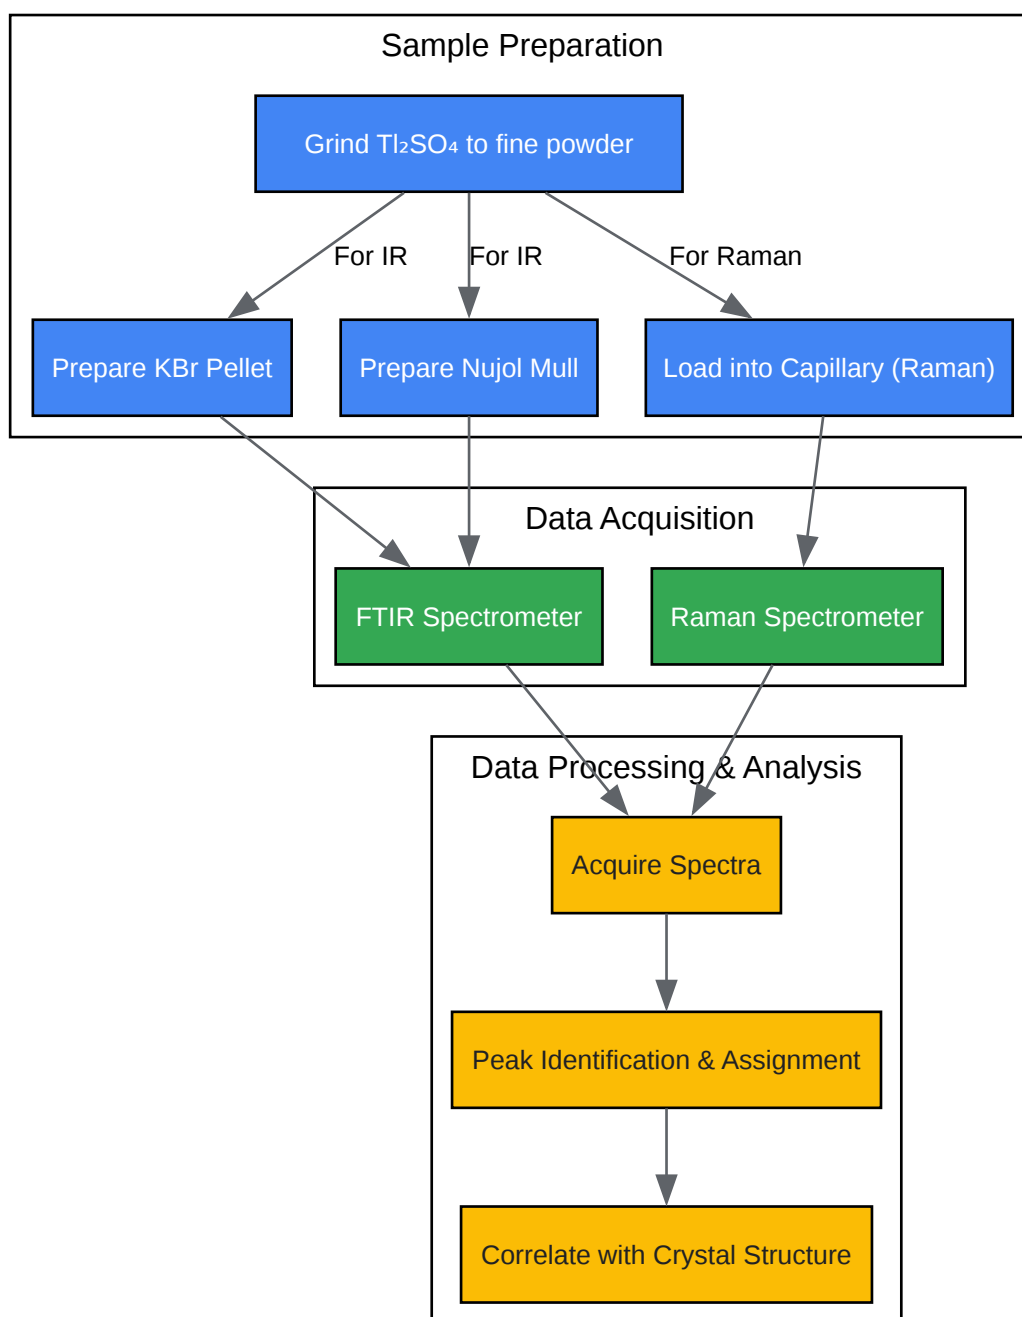 Sample Preparation
Grind Tl₂SO₄ to fine powder
For IR
For IR
For Raman
Prepare KBr Pellet
Prepare Nujol Mull
Load into Capillary (Raman)
Data Acquisition
FTIR Spectrometer
Raman Spectrometer
Data Processing & Analysis
Acquire Spectra
Peak Identification & Assignment
Correlate with Crystal Structure